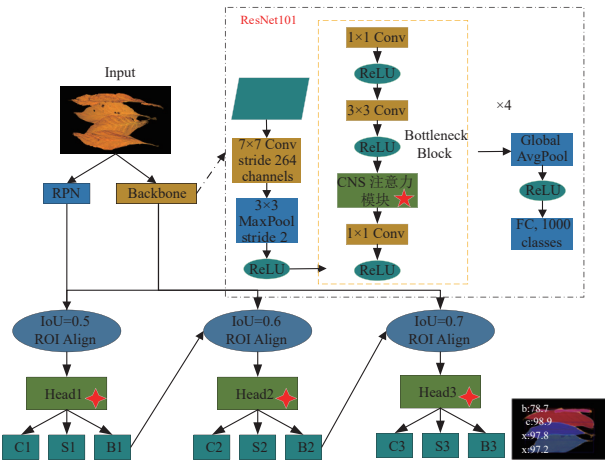 ResNet101
Input
RPN
Backbone
7×7 Conv
stride 264
channels
3×3
MaxPool
stride 2
ReLU
1×1 Conv
ReLU
3×3 Conv
ReLU
CNS 注意力
模块
1×1 Conv
ReLU
Bottleneck
Block
×4
Global
AvgPool
ReLU
FC, 1000
classes
IoU=0.5
ROI Align
IoU=0.6
ROI Align
IoU=0.7
ROI Align
Head1
Head2
Head3
C1
S1
B1
C2
S2
B2
C3
S3
B3
b:78.7
c:98.9
x:97.8
x:97.2